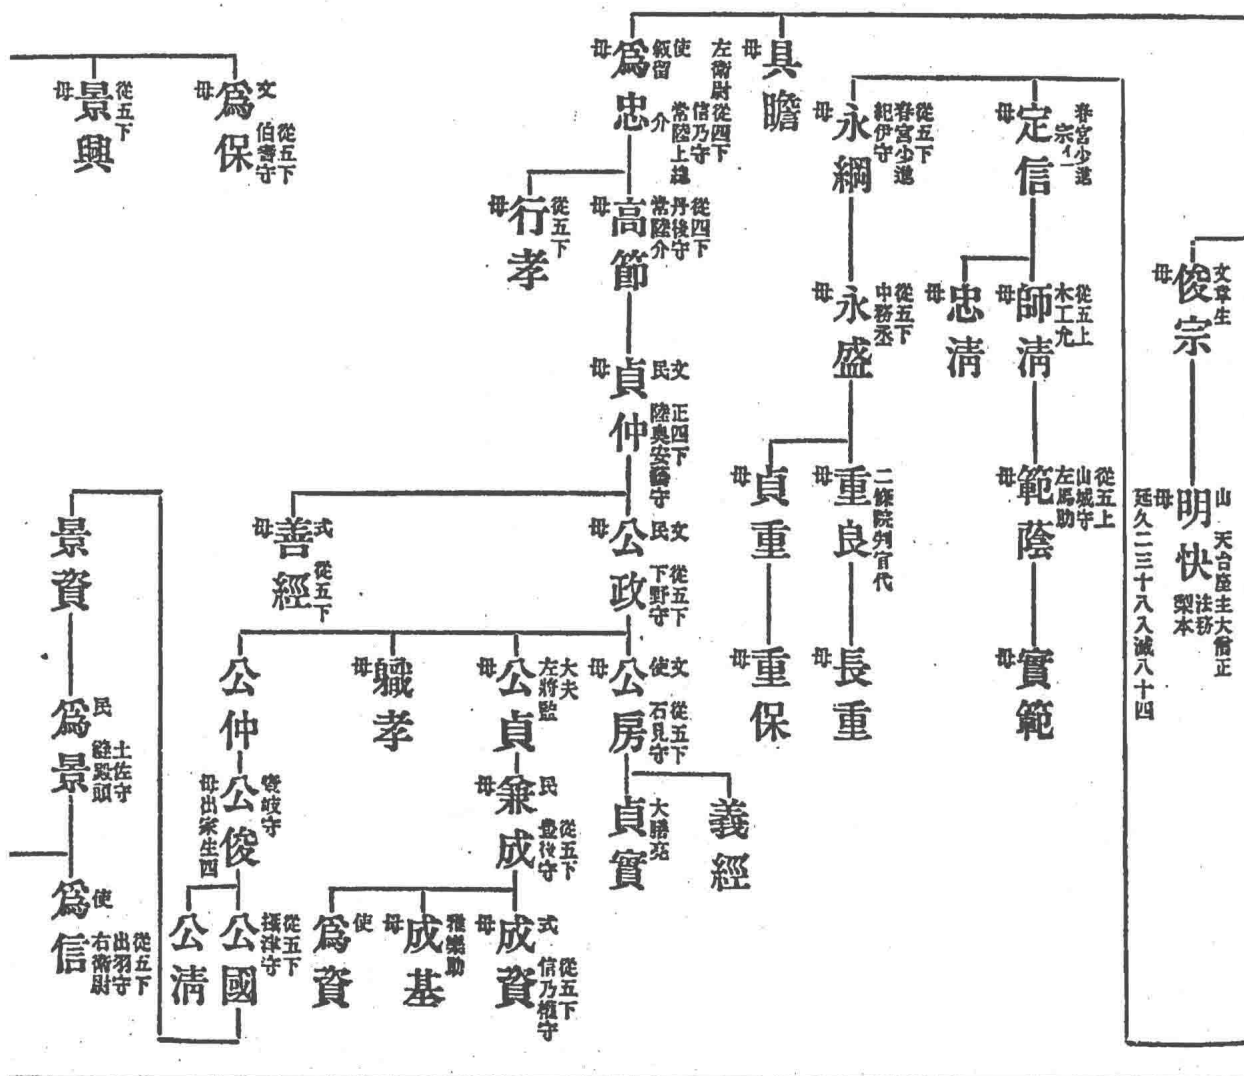 文章生
俊宗
母
山 天台座主大僧正
法務
梨本
明快
母
延久二三十八入滅八十四
春宮少進
宗イ
定信
母
從五上
木工允
師清
母
從五上
山城守
左馬助
範蔭
母
實範
母
忠清
母
從五下
春宮少進
紀伊守
永綱
母
從五下
中務丞
永盛
母
二條院判官代
重良
母
長重
母
貞重
母
重保
母
具瞻
母
左衛尉
使 從四下
敍留 信乃守
常陸上總
介
爲忠
母
從四下
丹後守
常陸介
高節
母
從五下
行孝
母
文 正四下
民 陸奥安藝守
貞仲
母
文 從五下
民 下野守
公政
母
式 從五下
善經
母
文 從五下
使 石見守
公房
母
義經
大膳亮
貞實
大夫
左將監
公貞
母
民 從五下
豊後守
兼成
母
式 從五下
信乃權守
成資
母
雅樂助
成基
母
使
爲資
職孝
母
公仲
壹岐守
公俊
母出家生四
從五下
攝津守
公國
公清
景資
民 土佐守
縫殿頭
爲景
使 從五下
出羽守
右衛尉
爲信
文 從五下
伯耆守
爲保
母
從五下
景興
母